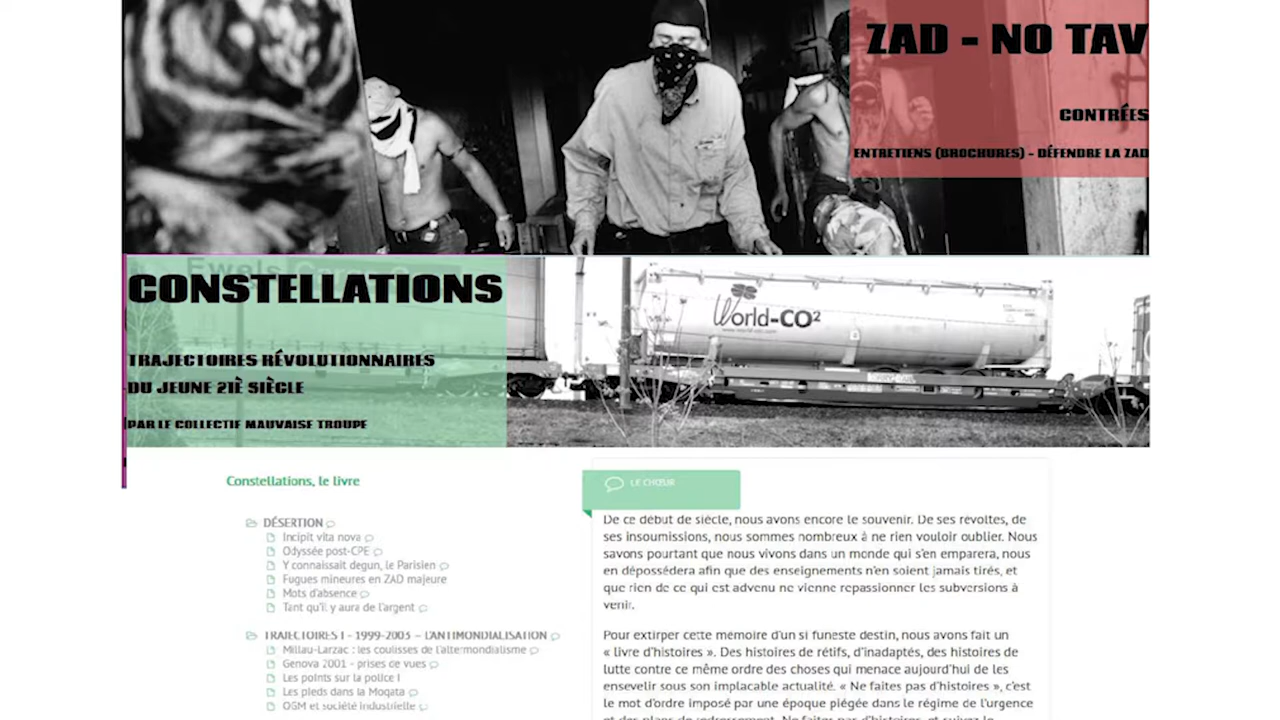 ZAD - NO TAV
CONTRÉES
ENTRETIENS (BROCHURES) - DÉFENDRE LA ZAD
CONSTELLATIONS
TRAJECTOIRES RÉVOLUTIONNAIRES
DU JEUNE 21È SIÈCLE
PAR LE COLLECTIF MAUVAISE TROUPE
World-CO²
Constellations, le livre
DÉSERTION
Incipit vita nova
Odyssée post-CPE
Y connaissait degun, le Parisien
Fugues mineures en ZAD majeure
Mots d'absence
Tant qu'il y aura de l'argent
TRAJECTOIRES I - 1999-2003 – L'ANTIMONDIALISATION
Millau-Larzac : les coulisses de l'altermondialisme
Genova 2001 - prises de vues
Les points sur la police I
Les pieds dans la Moqata
OGM et société industrielle
LE CHŒUR
De ce début de siècle, nous avons encore le souvenir. De ses révoltes, de
ses insoumissions, nous sommes nombreux à ne rien vouloir oublier. Nous
savons pourtant que nous vivons dans un monde qui s'en emparera, nous
en dépossédera afin que des enseignements n'en soient jamais tirés, et
que rien de ce qui est advenu ne vienne repassionner les subversions à
venir.
Pour extirper cette mémoire d'un si funeste destin, nous avons fait un
« livre d'histoires ». Des histoires de rétifs, d'inadaptés, des histoires de
lutte contre ce même ordre des choses qui menace aujourd'hui de les
ensevelir sous son implacable actualité. « Ne faites pas d'histoires », c'est
le mot d'ordre imposé par une époque piégée dans le régime de l'urgence